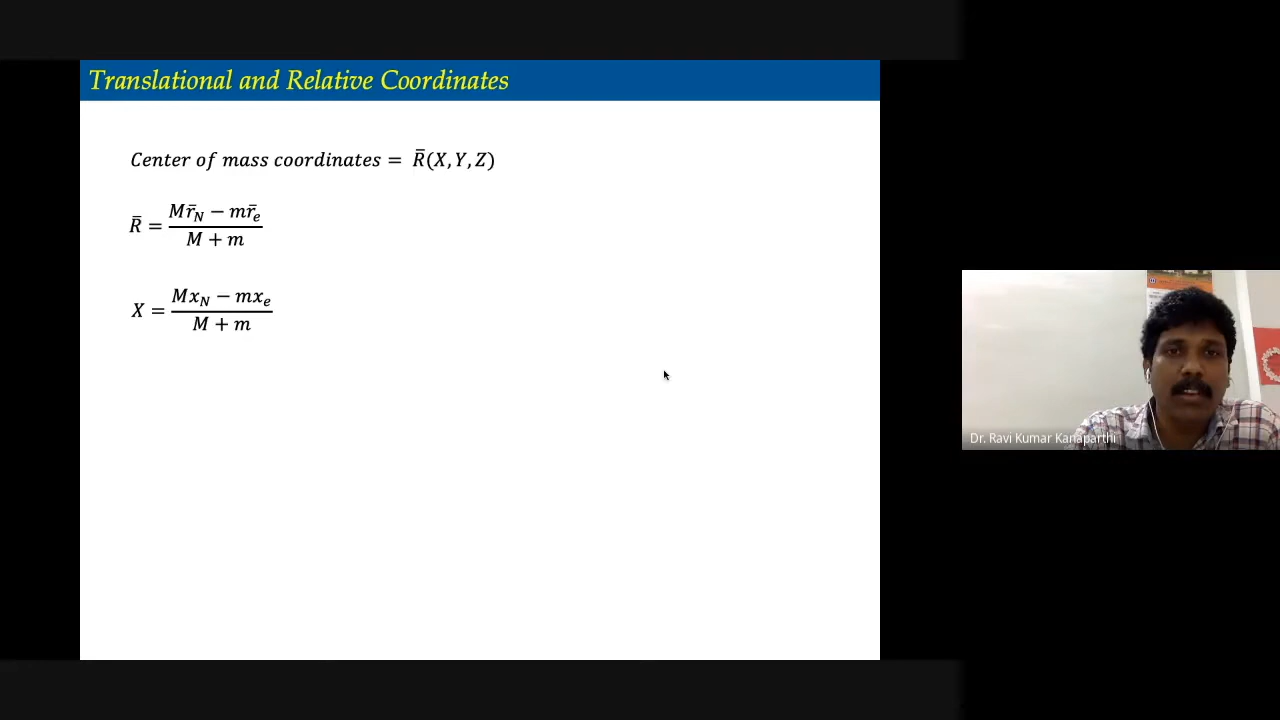 Translational and Relative Coordinates
Center of mass coordinates = R̄(X, Y, Z)
R̄ = (Mr̄_N − mr̄_e) / (M + m)
X = (Mx_N − mx_e) / (M + m)
Dr. Ravi Kumar Kanaparthi